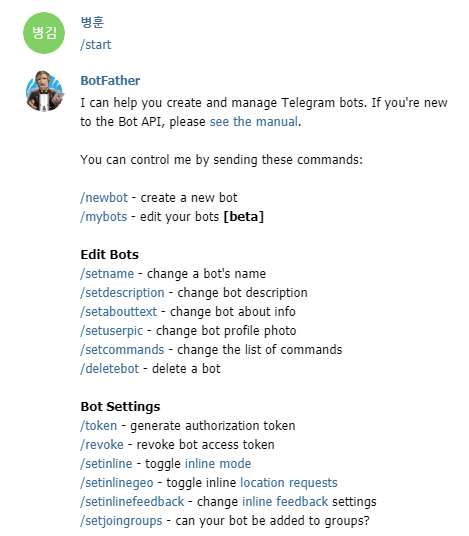 병김
병훈
/start
BotFather
I can help you create and manage Telegram bots. If you're new
to the Bot API, please see the manual.
You can control me by sending these commands:
/newbot - create a new bot
/mybots - edit your bots [beta]
Edit Bots
/setname - change a bot's name
/setdescription - change bot description
/setabouttext - change bot about info
/setuserpic - change bot profile photo
/setcommands - change the list of commands
/deletebot - delete a bot
Bot Settings
/token - generate authorization token
/revoke - revoke bot access token
/setinline - toggle inline mode
/setinlinegeo - toggle inline location requests
/setinlinefeedback - change inline feedback settings
/setjoingroups - can your bot be added to groups?